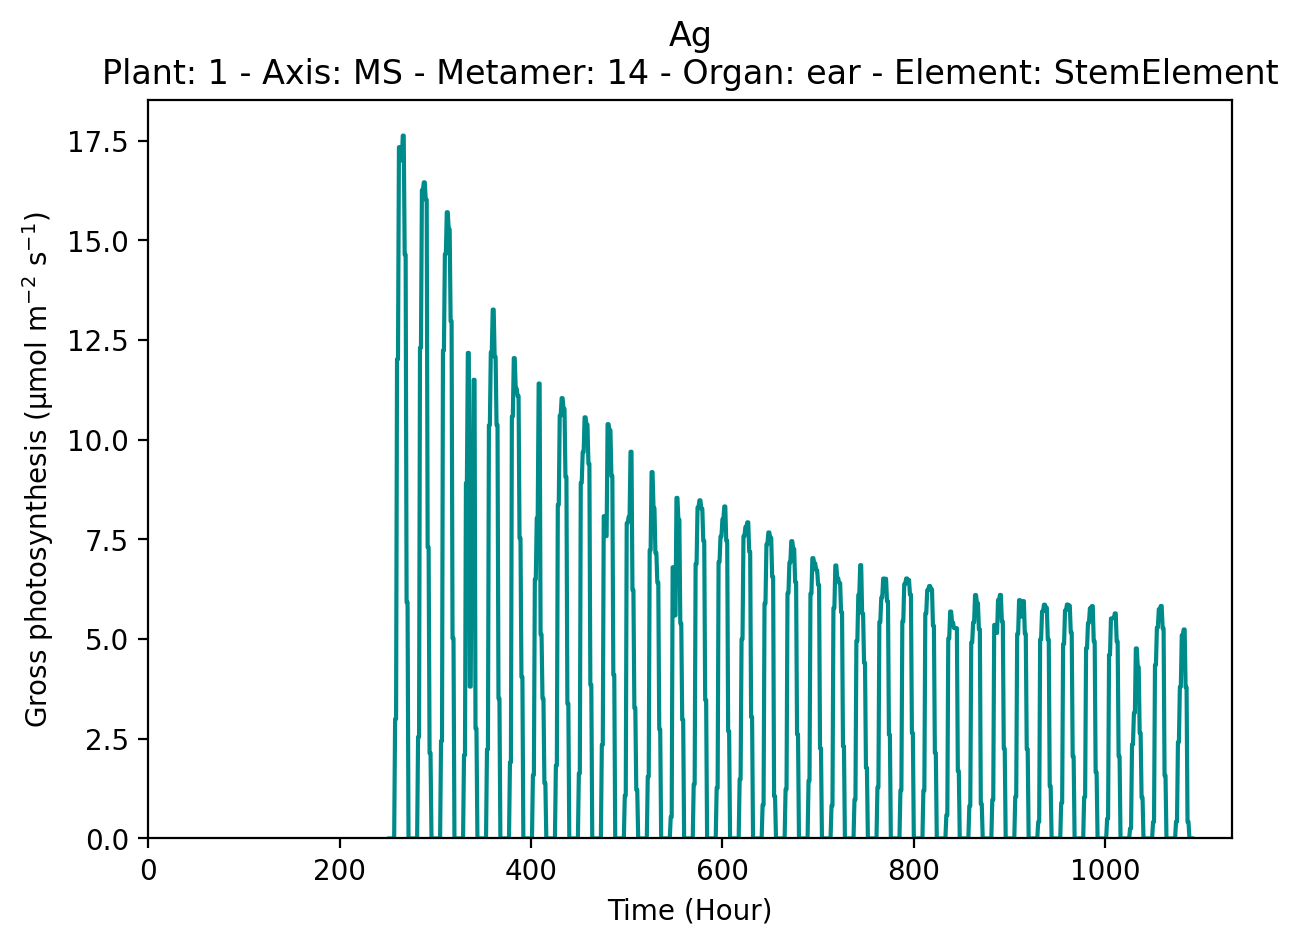 Ag
Plant: 1 - Axis: MS - Metamer: 14 - Organ: ear - Element: StemElement
Gross photosynthesis (µmol m⁻² s⁻¹)
17.5
15.0
12.5
10.0
7.5
5.0
2.5
0.0
0 200 400 600 800 1000
Time (Hour)